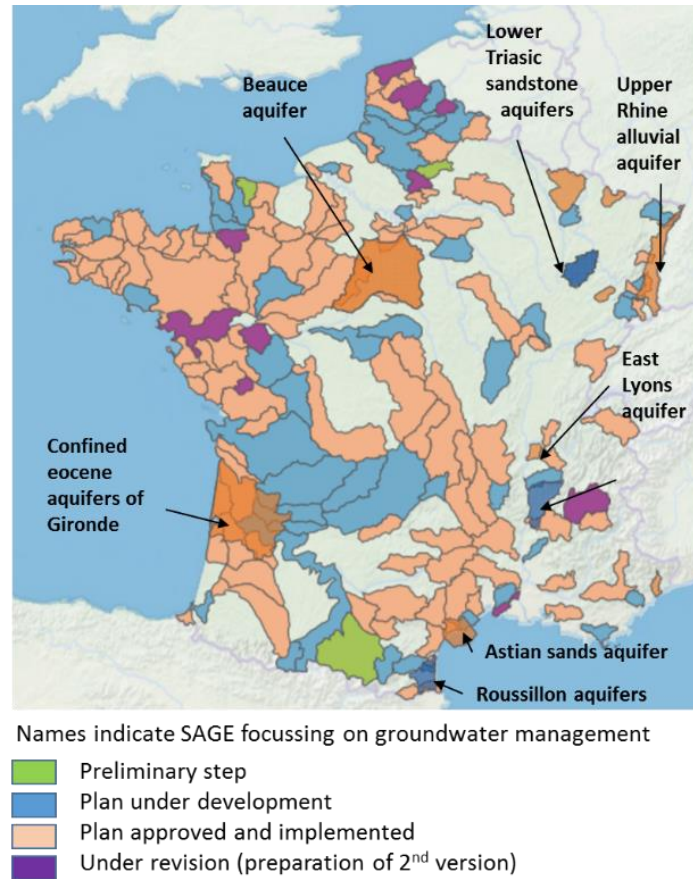 Beauce
aquifer
Lower
Triasic
sandstone
aquifers
Upper
Rhine
alluvial
aquifer
East
Lyons
aquifer
Confined
eocene
aquifers of
Gironde
Astian sands aquifer
Roussillon aquifers
Names indicate SAGE focussing on groundwater management
Preliminary step
Plan under development
Plan approved and implemented
Under revision (preparation of 2nd version)